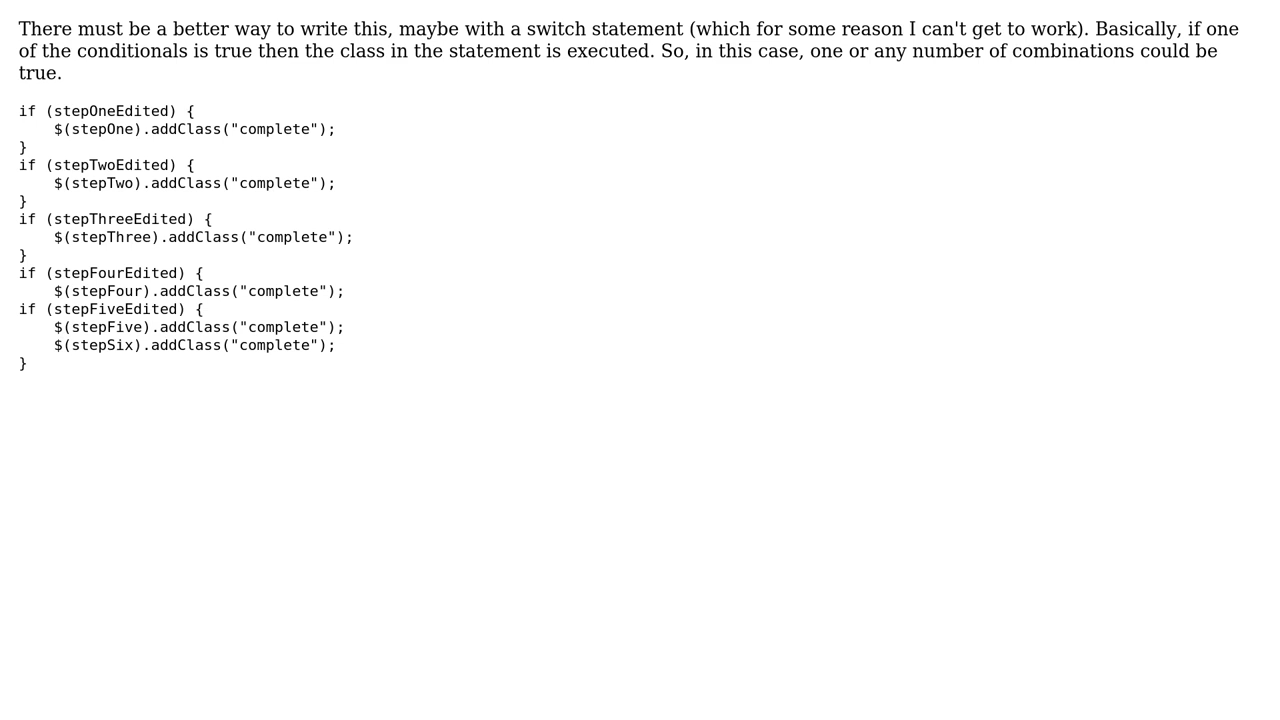 There must be a better way to write this, maybe with a switch statement (which for some reason I can't get to work). Basically, if one
of the conditionals is true then the class in the statement is executed. So, in this case, one or any number of combinations could be
true.
if (stepOneEdited) {
    $(stepOne).addClass("complete");
}
if (stepTwoEdited) {
    $(stepTwo).addClass("complete");
}
if (stepThreeEdited) {
    $(stepThree).addClass("complete");
}
if (stepFourEdited) {
    $(stepFour).addClass("complete");
if (stepFiveEdited) {
    $(stepFive).addClass("complete");
    $(stepSix).addClass("complete");
}